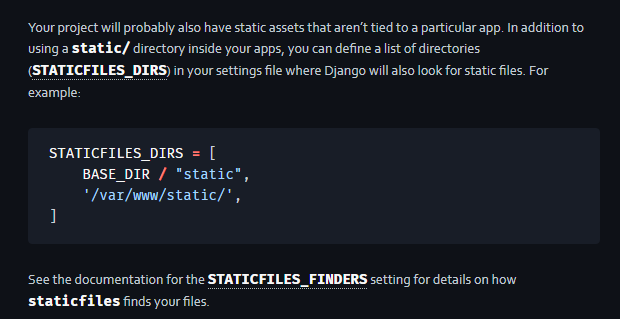 Your project will probably also have static assets that aren’t tied to a particular app. In addition to
using a static/ directory inside your apps, you can define a list of directories
(STATICFILES_DIRS) in your settings file where Django will also look for static files. For
example:
STATICFILES_DIRS = [
    BASE_DIR / "static",
    '/var/www/static/',
]
See the documentation for the STATICFILES_FINDERS setting for details on how
staticfiles finds your files.